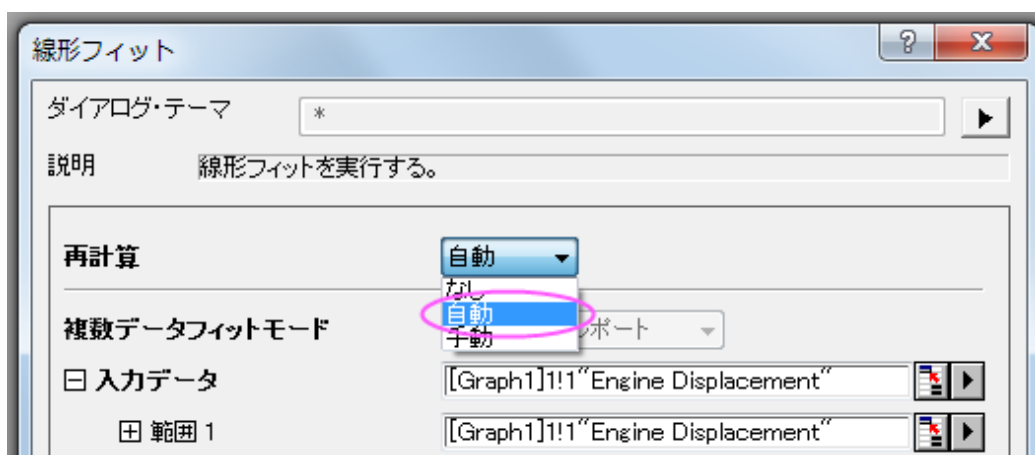 線形フィット
ダイアログ・テーマ *
説明 線形フィットを実行する。
再計算 自動
なし
自動
手動
複数データフィットモード ポート
入力データ [Graph1]1!1"Engine Displacement"
範囲 1 [Graph1]1!1"Engine Displacement"